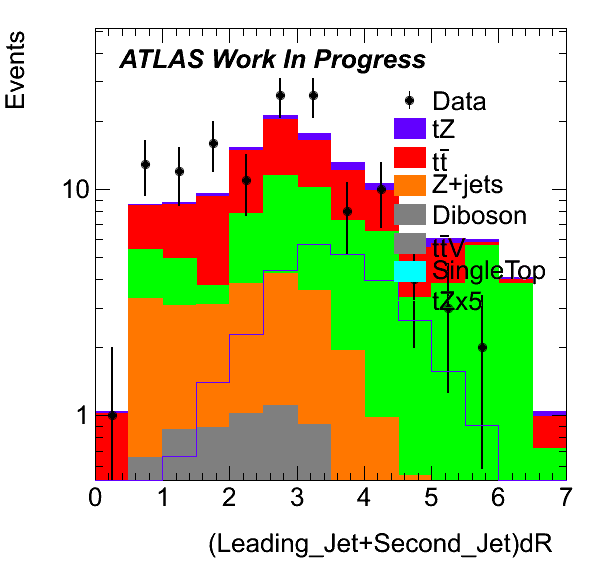 Events
ATLAS Work In Progress
Data
tZ
tt̄
Z+jets
Diboson
tt̄V
SingleTop
tZx5
10
1
0 1 2 3 4 5 6 7
(Leading_Jet+Second_Jet)dR